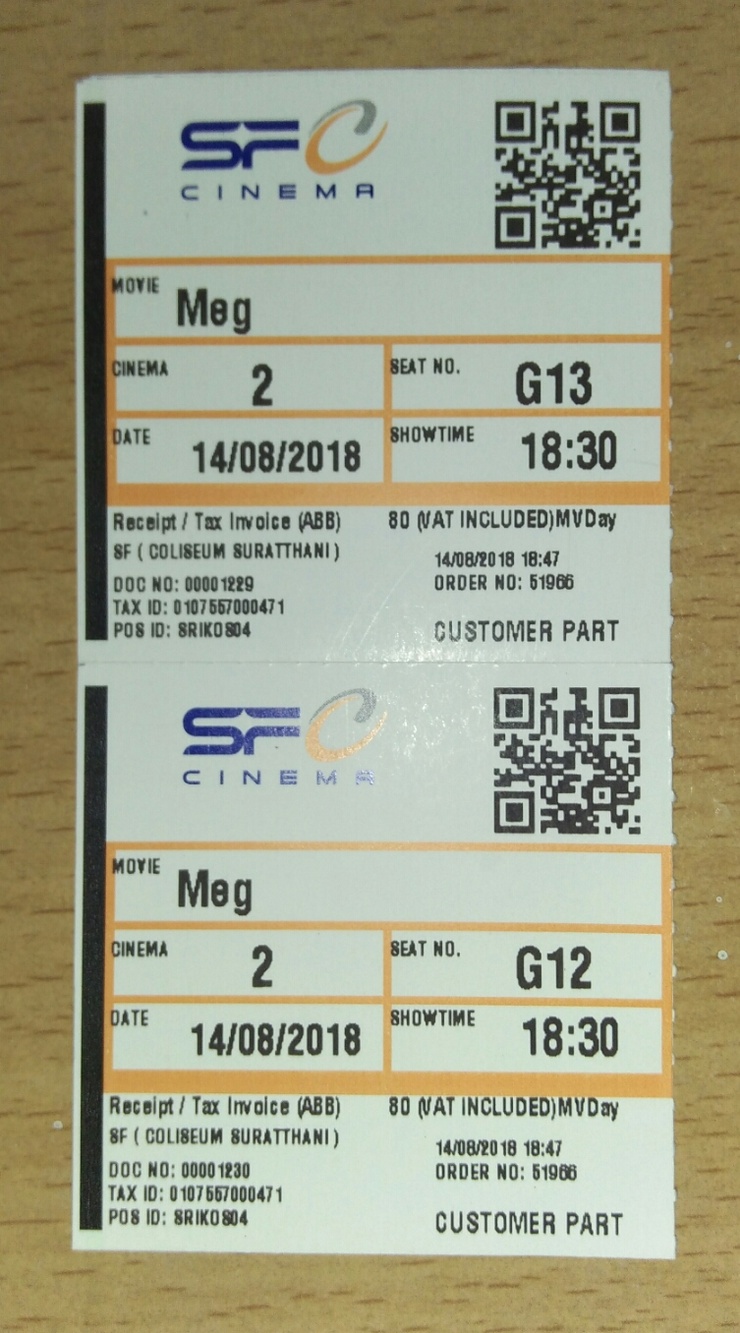 SFC
CINEMA
MOVIE Meg
CINEMA 2 SEAT NO. G13
DATE 14/08/2018 SHOWTIME 18:30
Receipt / Tax Invoice (ABB) 80 (VAT INCLUDED)MVDay
SF ( COLISEUM SURATTHANI )
14/08/2018 18:47
DOC NO: 00001229 ORDER NO: 51966
TAX ID: 0107557000471
POS ID: SRIKOS04 CUSTOMER PART
SFC
CINEMA
MOVIE Meg
CINEMA 2 SEAT NO. G12
DATE 14/08/2018 SHOWTIME 18:30
Receipt / Tax Invoice (ABB) 80 (VAT INCLUDED)MVDay
SF ( COLISEUM SURATTHANI )
14/08/2018 18:47
DOC NO: 00001230 ORDER NO: 51966
TAX ID: 0107557000471
POS ID: SRIKOS04 CUSTOMER PART